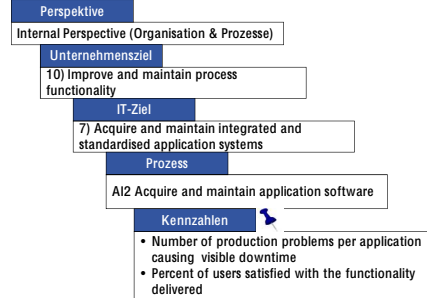 Perspektive
Internal Perspective (Organisation & Prozesse)
Unternehmensziel
10) Improve and maintain process
functionality
IT-Ziel
7) Acquire and maintain integrated and
standardised application systems
Prozess
AI2 Acquire and maintain application software
Kennzahlen
• Number of production problems per application
causing visible downtime
• Percent of users satisfied with the functionality
delivered